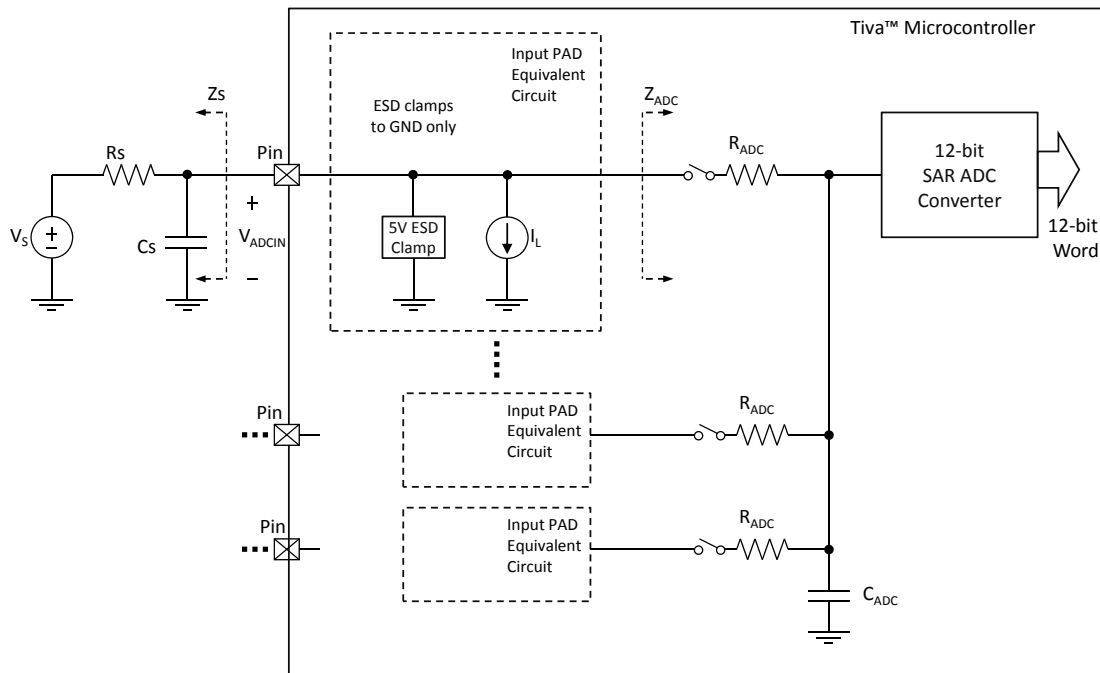 Tiva™ Microcontroller
Input PAD
Equivalent
Circuit
ESD clamps
to GND only
Zs
Z_ADC
Rs
Pin
R_ADC
12-bit
SAR ADC
Converter
V_S
+
−
Cs
+
V_ADCIN
−
5V ESD
Clamp
I_L
12-bit
Word
Pin
Input PAD
Equivalent
Circuit
R_ADC
Pin
Input PAD
Equivalent
Circuit
R_ADC
C_ADC